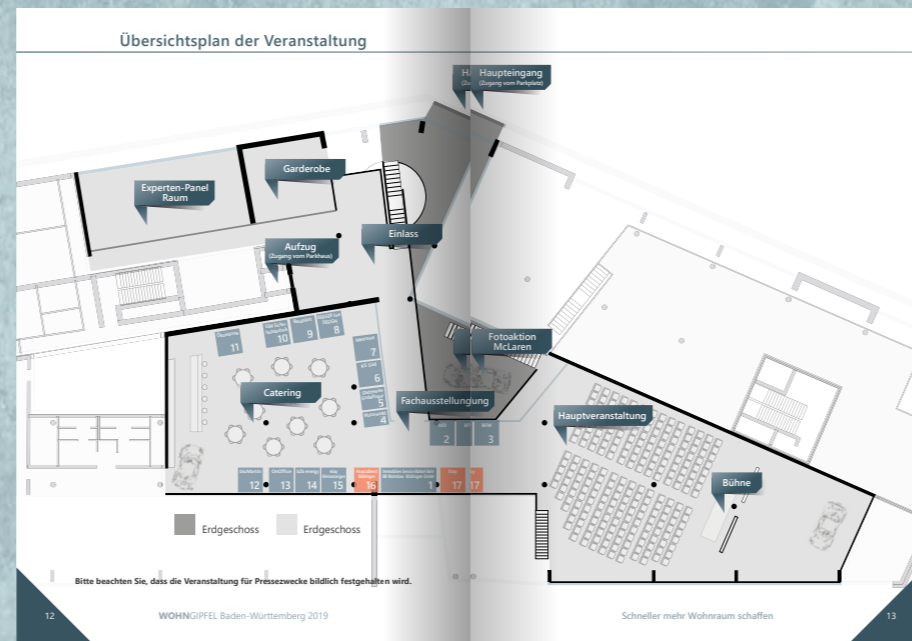 Übersichtsplan der Veranstaltung
Haupteingang
(Zugang vom Parkplatz)
Garderobe
Experten-Panel
Raum
Einlass
Aufzug
(Zugang vom Parkhaus)
11
10
9
8
7
6
5
4
Fotoaktion
McLaren
Catering
Fachausstellungung
Hauptveranstaltung
2
3
12
13
14
15
16
1
17
17
Bühne
Erdgeschoss
Erdgeschoss
Bitte beachten Sie, dass die Veranstaltung für Pressezwecke bildlich festgehalten wird.
12
WOHNGIPFEL Baden-Württemberg 2019
Schneller mehr Wohnraum schaffen
13